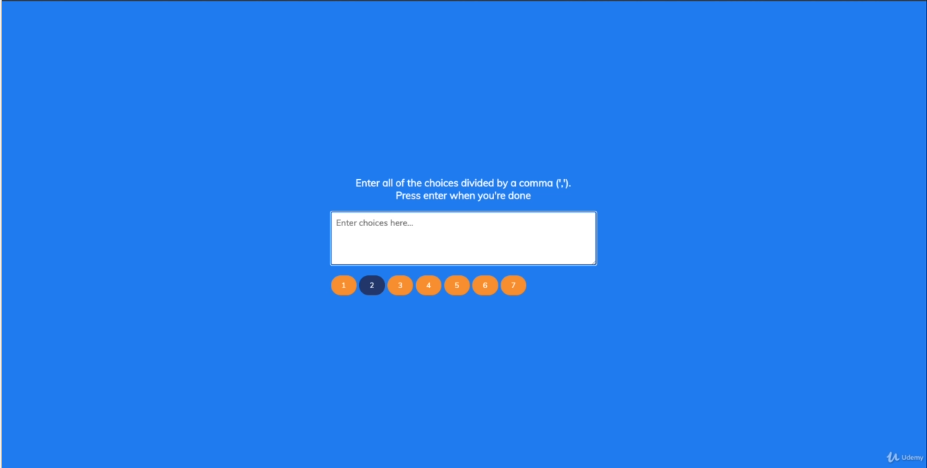 Enter all of the choices divided by a comma (',').
Press enter when you're done
Enter choices here...
1 2 3 4 5 6 7
Udemy